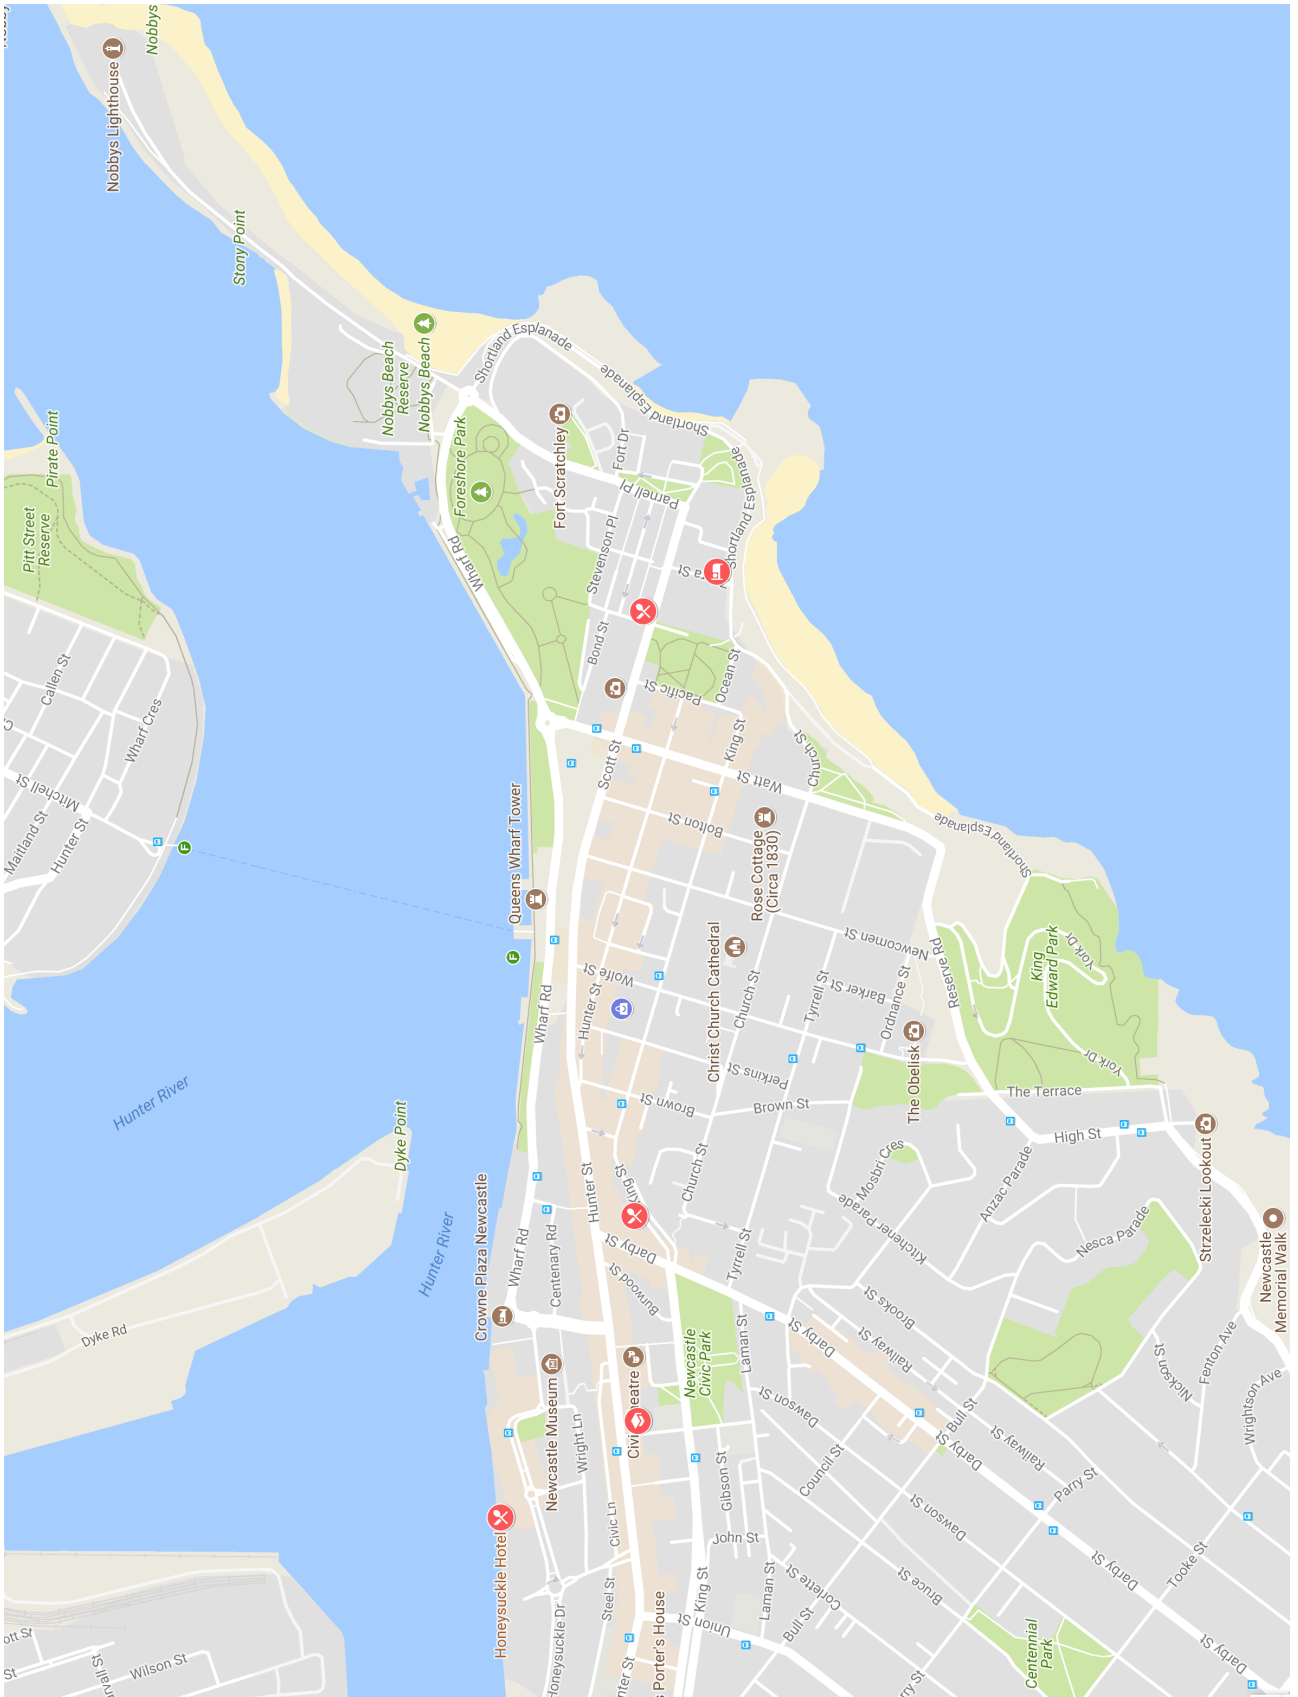 Nobbys
Nobbys Lighthouse
Stony Point
Nobbys Beach
Reserve
Nobbys Beach
Shortland Esplanade
Shortland Esplanade
Shortland Esplanade
Pirate Point
Pitt Street
Reserve
Foreshore Park
Fort Scratchley
Fort Dr
Parnell Pl
Stevenson Pl
Wharf Rd
Bond St
Pacific St
Ocean St
Callen St
Wharf Cres
Mitchell St
Maitland St
Hunter St
Scott St
King St
Watt St
Church St
Shortland Esplanade
Bolton St
Queens Wharf Tower
Rose Cottage
(Circa 1830)
Christ Church Cathedral
Newcomen St
Reserve Rd
King
Edward Park
York Dr
York Dr
Wolfe St
Hunter St
Wharf Rd
Church St
Tyrrell St
Barker St
Ordnance St
The Obelisk
Perkins St
Brown St
Brown St
The Terrace
High St
Hunter River
Dyke Point
Hunter River
Dyke Rd
Crowne Plaza Newcastle
Wharf Rd
Centenary Rd
Hunter St
King St
Church St
Darby St
Burwood St
Tyrrell St
Mosbri Cres
Kitchener Parade
Anzac Parade
Nesca Parade
Strzelecki Lookout
Newcastle
Memorial Walk
Brooks St
Railway St
Darby St
Laman St
Newcastle
Civic Park
Newcastle Museum
Wright Ln
Civic Ln
Gibson St
Dawson St
Council St
Bull St
Darby St
Railway St
Parry St
Nickson St
Fenton Ave
Wrightson Ave
Honeysuckle Hotel
Honeysuckle Dr
Steel St
John St
King St
Union St
Laman St
Corlette St
Bull St
Bruce St
Dawson St
Darby St
Tooke St
Darby St
Centennial
Park
Porter's House
Wilson St